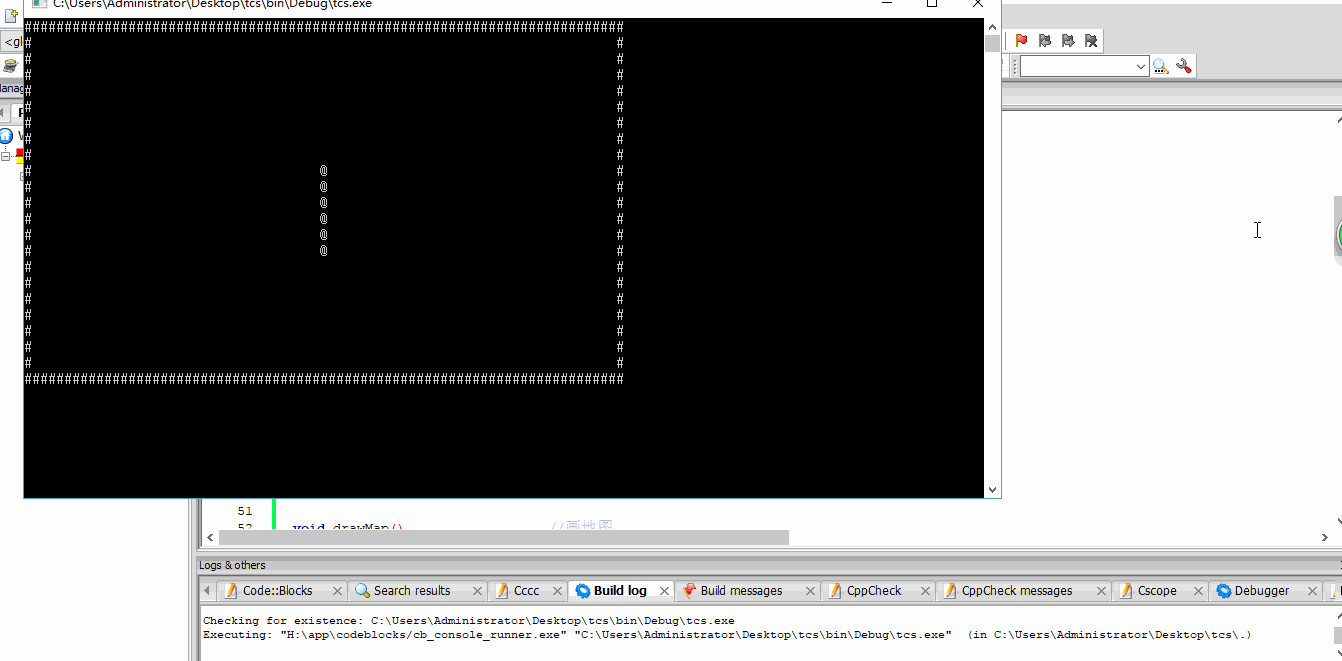 C:\Users\Administrator\Desktop\tcs\bin\Debug\tcs.exe
<gl
###########################################################################
#                                                                         #
#                                                                         #
#                                                                         #
#                                                                         #
#                                                                         #
#                                                                         #
#                                                                         #
#                                                                         #
#                                    @                                    #
#                                    @                                    #
#                                    @                                    #
#                                    @                                    #
#                                    @                                    #
#                                    @                                    #
#                                                                         #
#                                                                         #
#                                                                         #
#                                                                         #
#                                                                         #
#                                                                         #
#                                                                         #
###########################################################################
51
52 void drawMap() //画地图
Logs & others
Code::Blocks Search results Cccc Build log Build messages CppCheck CppCheck messages Cscope Debugger
Checking for existence: C:\Users\Administrator\Desktop\tcs\bin\Debug\tcs.exe
Executing: "H:\app\codeblocks/cb_console_runner.exe" "C:\Users\Administrator\Desktop\tcs\bin\Debug\tcs.exe"  (in C:\Users\Administrator\Desktop\tcs\.)